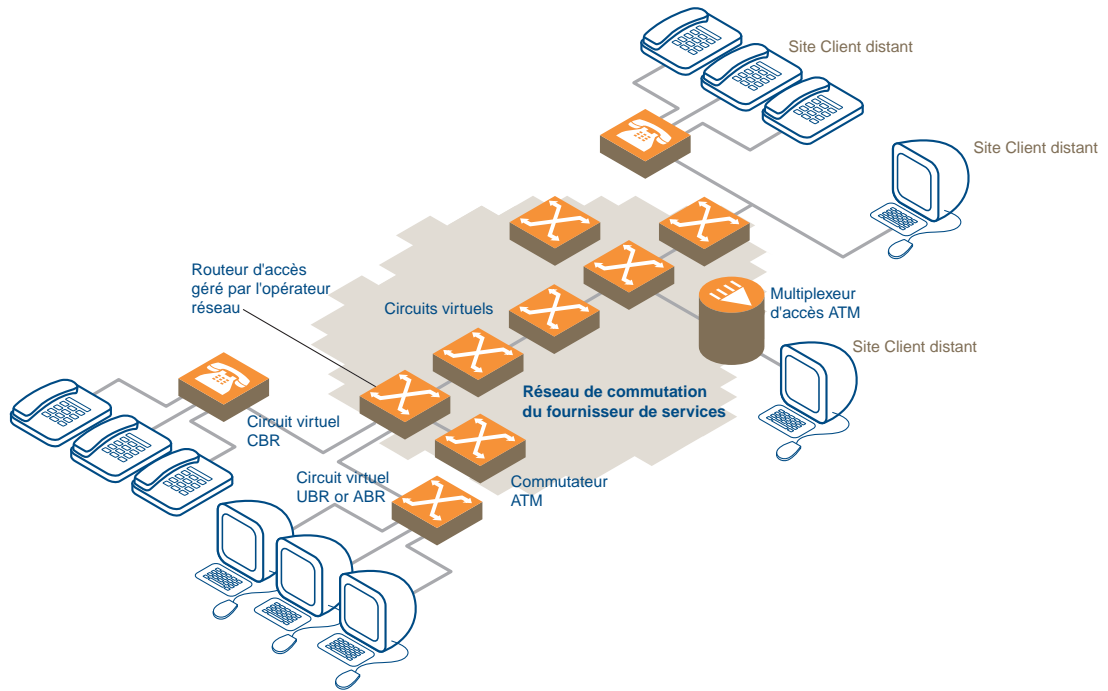 Site Client distant
Site Client distant
Routeur d'accès
géré par l'opérateur
réseau
Circuits virtuels
Multiplexeur
d'accès ATM
Site Client distant
Réseau de commutation
du fournisseur de services
Circuit virtuel
CBR
Circuit virtuel
UBR or ABR
Commutateur
ATM